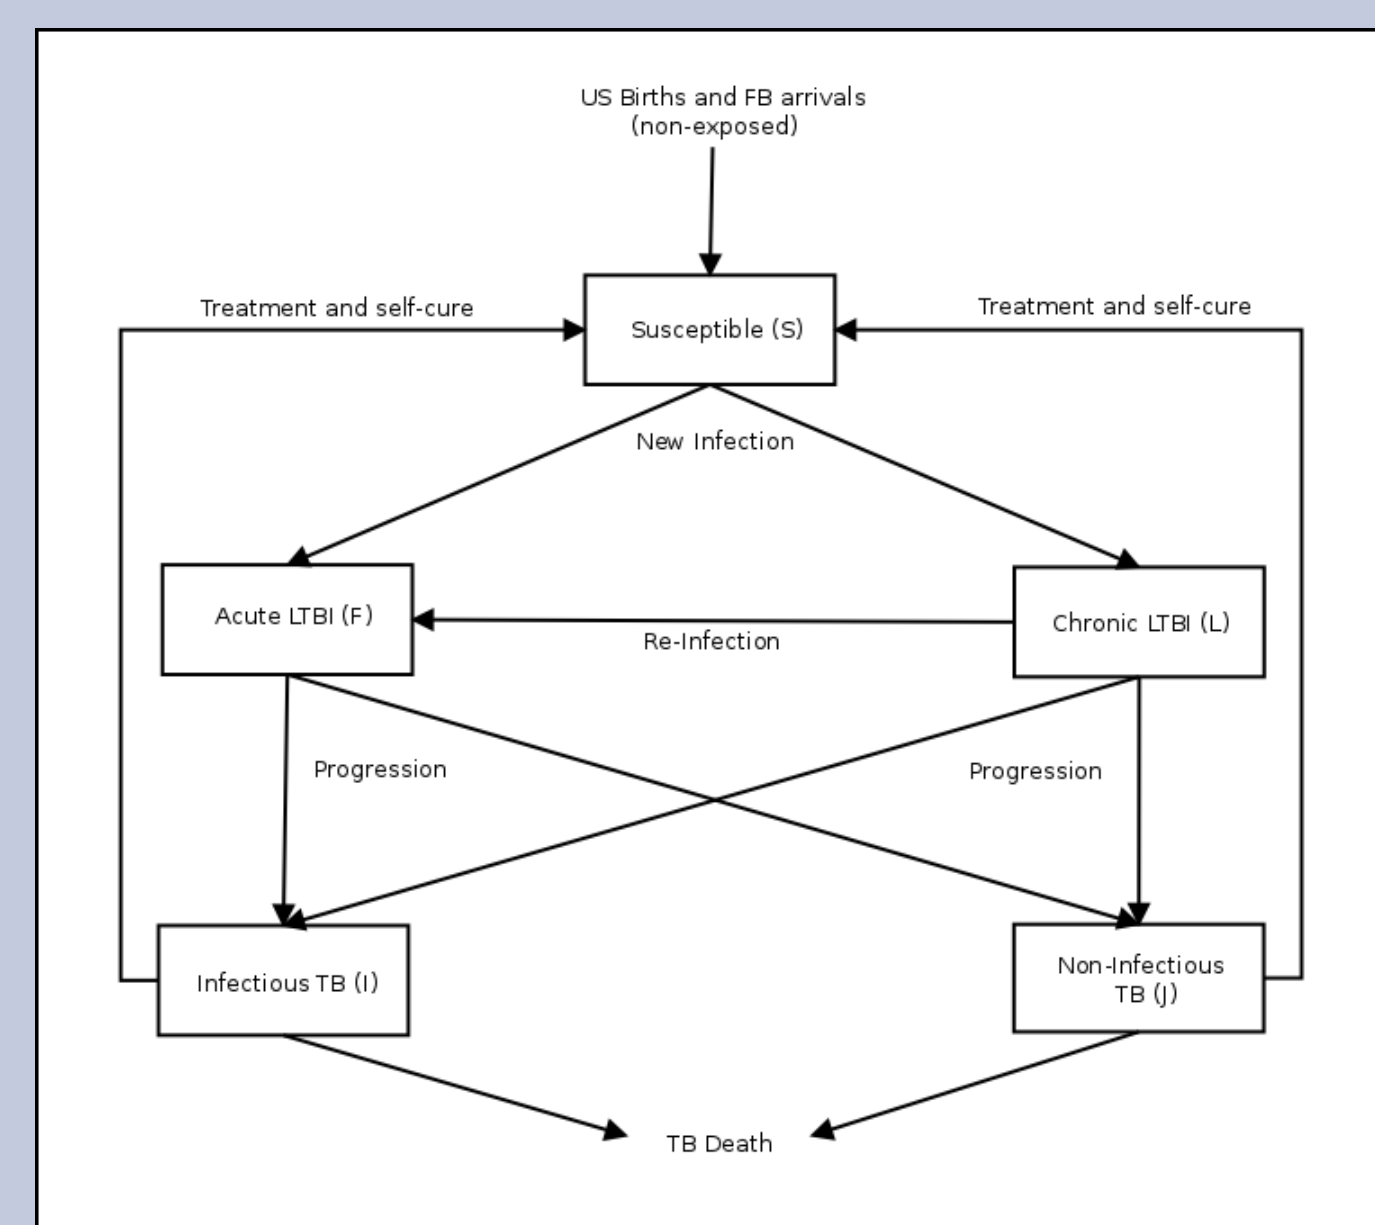 US Births and FB arrivals
(non-exposed)
Treatment and self-cure
Susceptible (S)
Treatment and self-cure
New Infection
Acute LTBI (F)
Chronic LTBI (L)
Re-Infection
Progression
Progression
Infectious TB (I)
Non-Infectious
TB (J)
TB Death